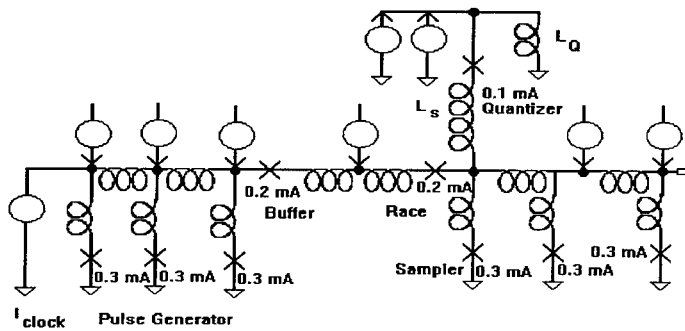 L_Q
0.1 mA
L_s
Quantizer
0.2 mA
0.2 mA
Buffer
Race
0.3 mA
0.3 mA
0.3 mA
Sampler
0.3 mA
0.3 mA
0.3 mA
I_clock
Pulse Generator